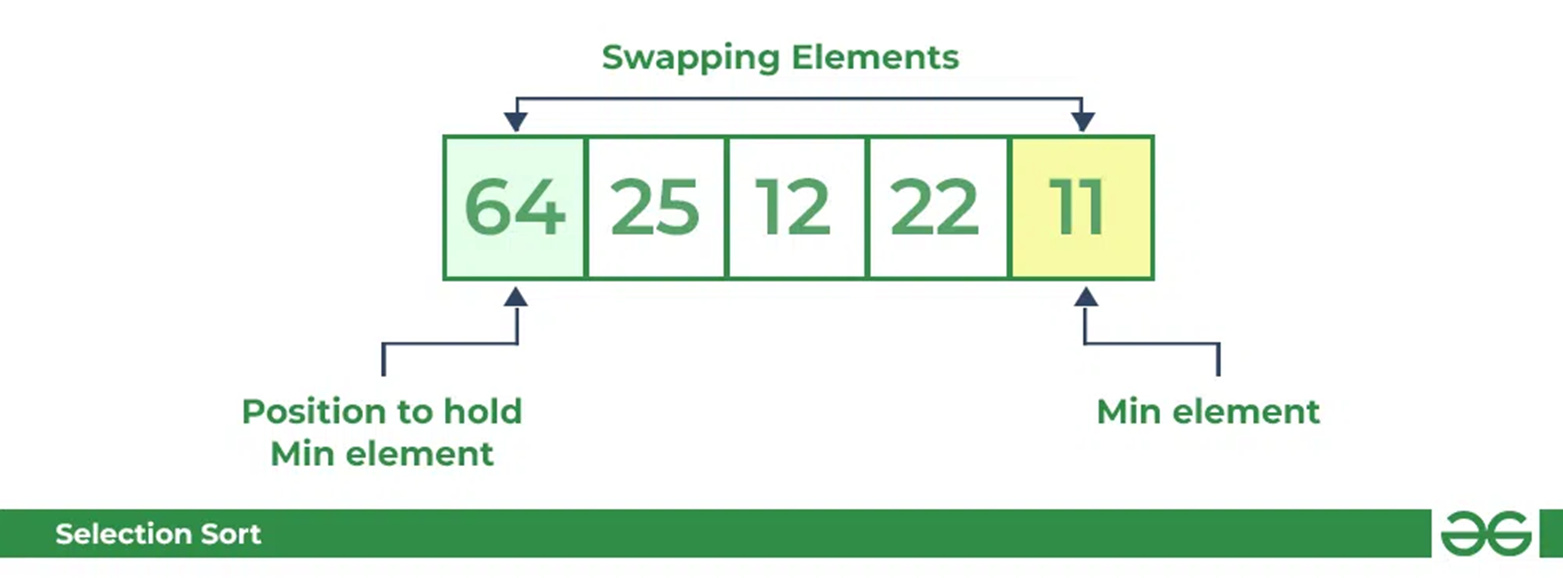 Swapping Elements
64 25 12 22 11
Position to hold
Min element
Min element
Selection Sort